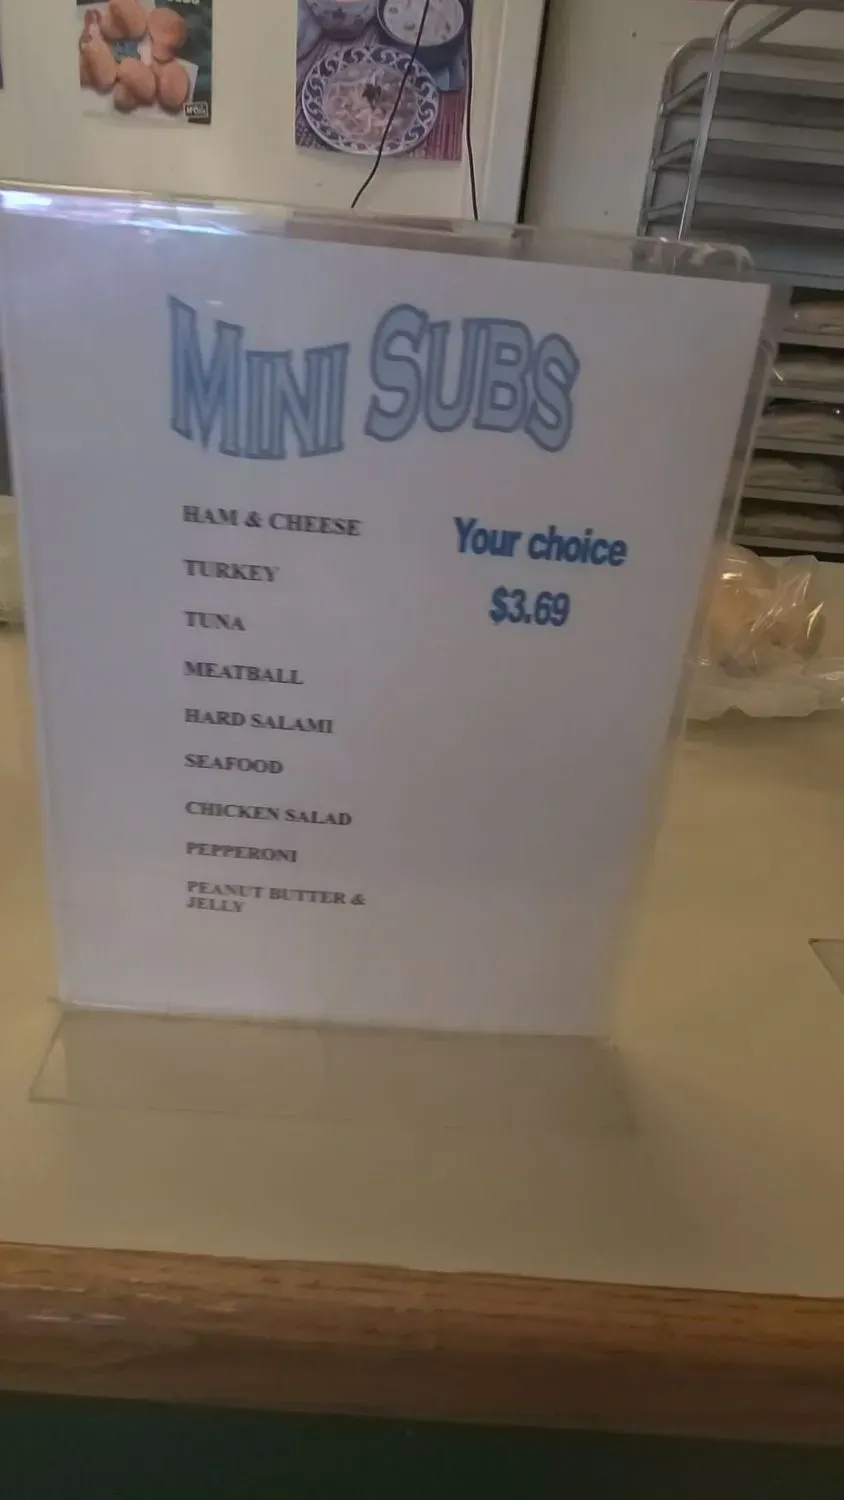 MINI SUBS
HAM & CHEESE
TURKEY
TUNA
MEATBALL
HARD SALAMI
SEAFOOD
CHICKEN SALAD
PEPPERONI
PEANUT BUTTER &
JELLY
Your choice
$3.69